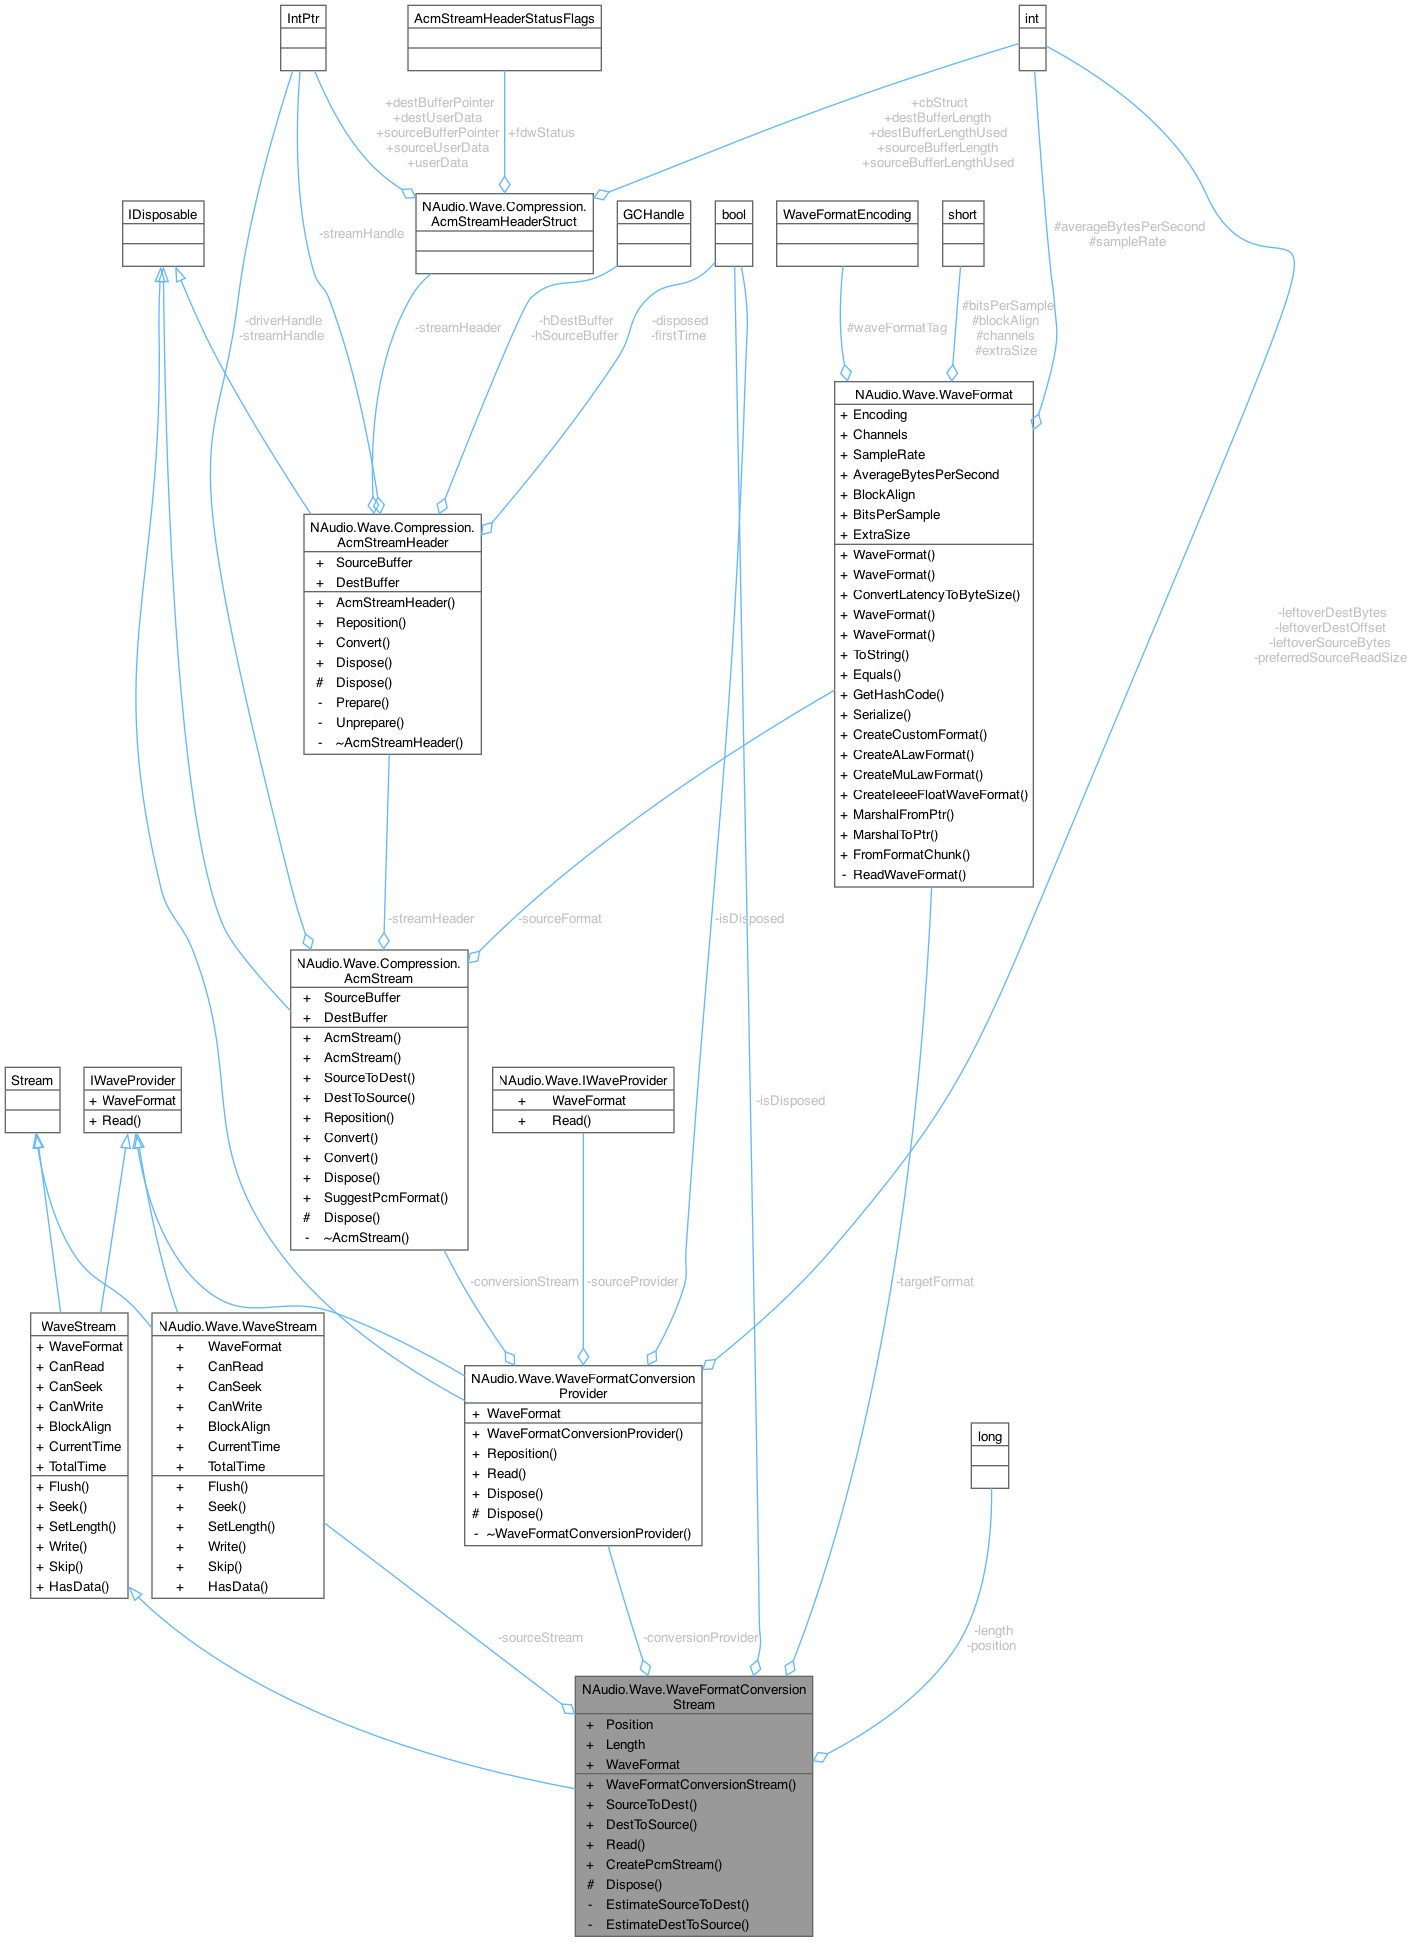 IntPtr
AcmStreamHeaderStatusFlags
int
+destBufferPointer
+destUserData
+sourceBufferPointer
+sourceUserData
+userData
+fdwStatus
+cbStruct
+destBufferLength
+destBufferLengthUsed
+sourceBufferLength
+sourceBufferLengthUsed
IDisposable
NAudio.Wave.Compression.
AcmStreamHeaderStruct
GCHandle
bool
WaveFormatEncoding
short
-streamHandle
#averageBytesPerSecond
#sampleRate
-driverHandle
-streamHandle
-streamHeader
-hDestBuffer
-hSourceBuffer
-disposed
-firstTime
#waveFormatTag
#bitsPerSample
#blockAlign
#channels
#extraSize
NAudio.Wave.WaveFormat
+ Encoding
+ Channels
+ SampleRate
+ AverageBytesPerSecond
+ BlockAlign
+ BitsPerSample
+ ExtraSize
+ WaveFormat()
+ WaveFormat()
+ ConvertLatencyToByteSize()
+ WaveFormat()
+ WaveFormat()
+ ToString()
+ Equals()
+ GetHashCode()
+ Serialize()
+ CreateCustomFormat()
+ CreateALawFormat()
+ CreateMuLawFormat()
+ CreateIeeeFloatWaveFormat()
+ MarshalFromPtr()
+ MarshalToPtr()
+ FromFormatChunk()
- ReadWaveFormat()
NAudio.Wave.Compression.
AcmStreamHeader
+ SourceBuffer
+ DestBuffer
+ AcmStreamHeader()
+ Reposition()
+ Convert()
+ Dispose()
# Dispose()
- Prepare()
- Unprepare()
- ~AcmStreamHeader()
-leftoverDestBytes
-leftoverDestOffset
-leftoverSourceBytes
-preferredSourceReadSize
-streamHeader
-sourceFormat
-isDisposed
NAudio.Wave.Compression.
AcmStream
+ SourceBuffer
+ DestBuffer
+ AcmStream()
+ AcmStream()
+ SourceToDest()
+ DestToSource()
+ Reposition()
+ Convert()
+ Convert()
+ Dispose()
+ SuggestPcmFormat()
# Dispose()
- ~AcmStream()
Stream
IWaveProvider
+ WaveFormat
+ Read()
NAudio.Wave.IWaveProvider
+ WaveFormat
+ Read()
-isDisposed
-conversionStream
-sourceProvider
-targetFormat
WaveStream
+ WaveFormat
+ CanRead
+ CanSeek
+ CanWrite
+ BlockAlign
+ CurrentTime
+ TotalTime
+ Flush()
+ Seek()
+ SetLength()
+ Write()
+ Skip()
+ HasData()
NAudio.Wave.WaveStream
+ WaveFormat
+ CanRead
+ CanSeek
+ CanWrite
+ BlockAlign
+ CurrentTime
+ TotalTime
+ Flush()
+ Seek()
+ SetLength()
+ Write()
+ Skip()
+ HasData()
NAudio.Wave.WaveFormatConversion
Provider
+ WaveFormat
+ WaveFormatConversionProvider()
+ Reposition()
+ Read()
+ Dispose()
# Dispose()
- ~WaveFormatConversionProvider()
long
-sourceStream
-conversionProvider
-length
-position
NAudio.Wave.WaveFormatConversion
Stream
+ Position
+ Length
+ WaveFormat
+ WaveFormatConversionStream()
+ SourceToDest()
+ DestToSource()
+ Read()
+ CreatePcmStream()
# Dispose()
- EstimateSourceToDest()
- EstimateDestToSource()